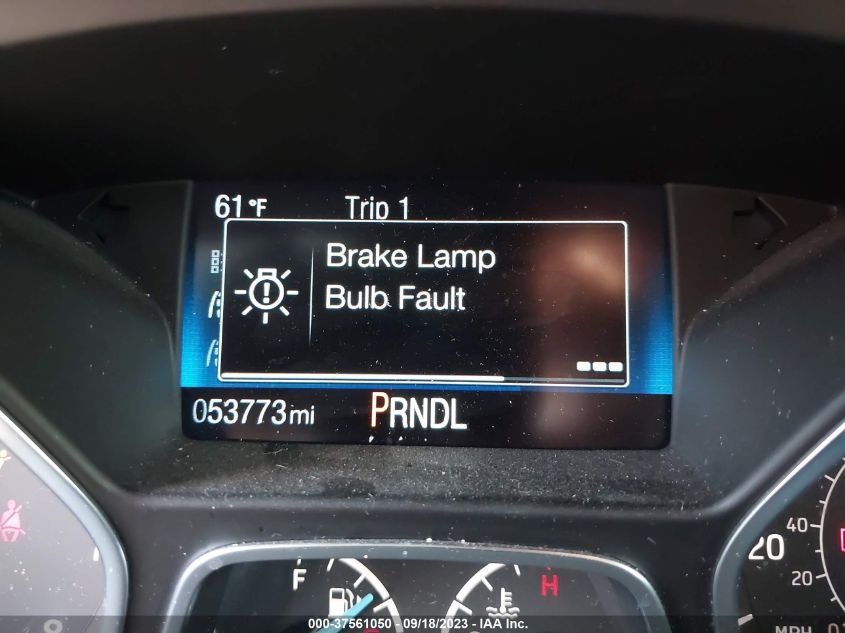 61°F Trip 1
Brake Lamp
Bulb Fault
053773mi PRNDL
F
H
40
20
20
MPH
000-37561050 - 09/18/2023 - IAA Inc.